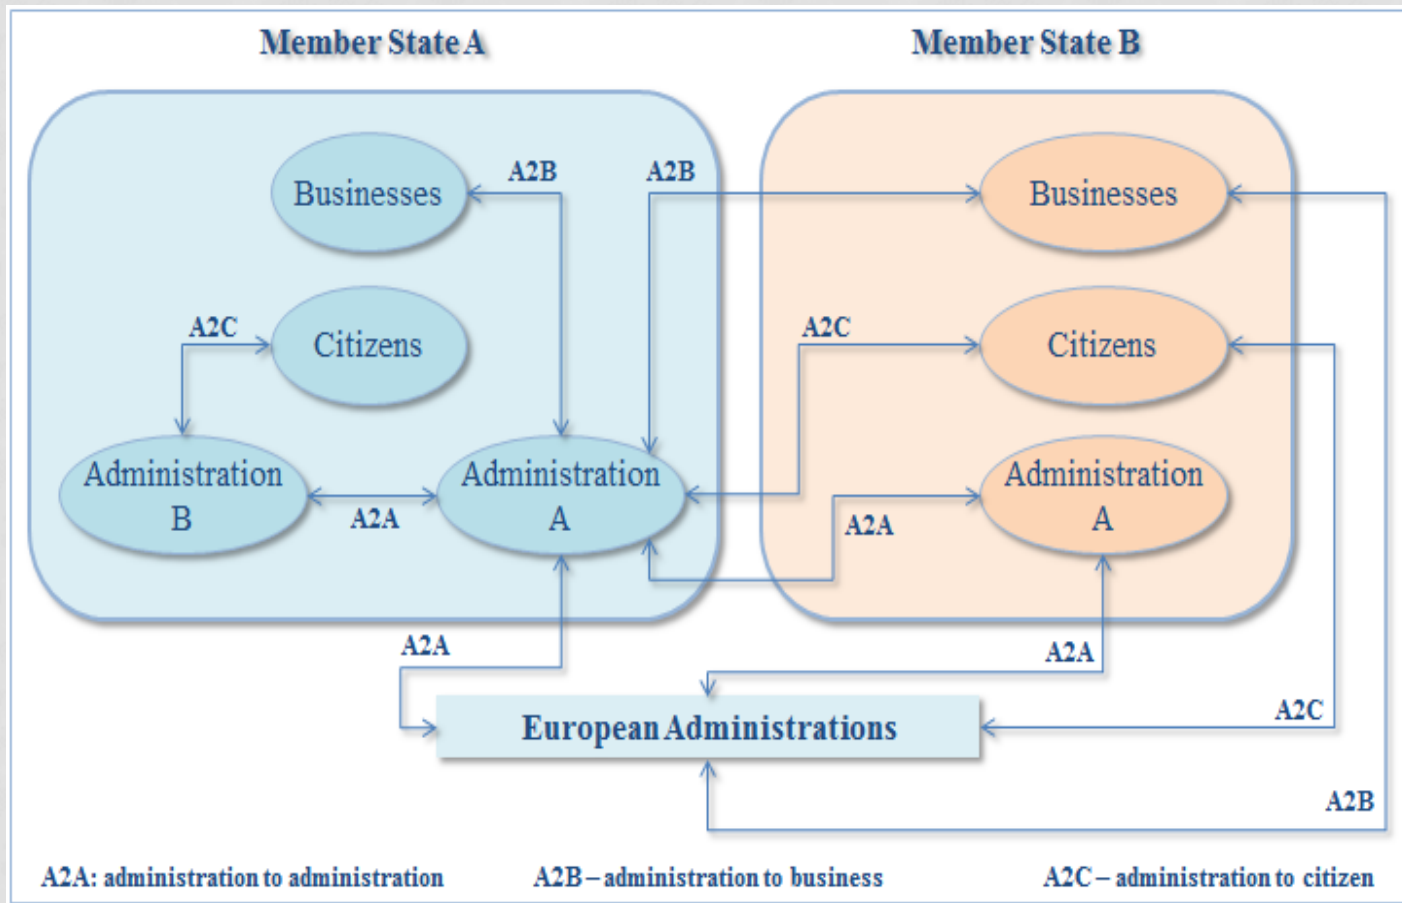 Member State A
Member State B
Businesses
A2B
A2B
Businesses
A2C
Citizens
A2C
Citizens
Administration
B
A2A
Administration
A
A2A
Administration
A
A2A
A2A
European Administrations
A2C
A2B
A2A: administration to administration
A2B – administration to business
A2C – administration to citizen